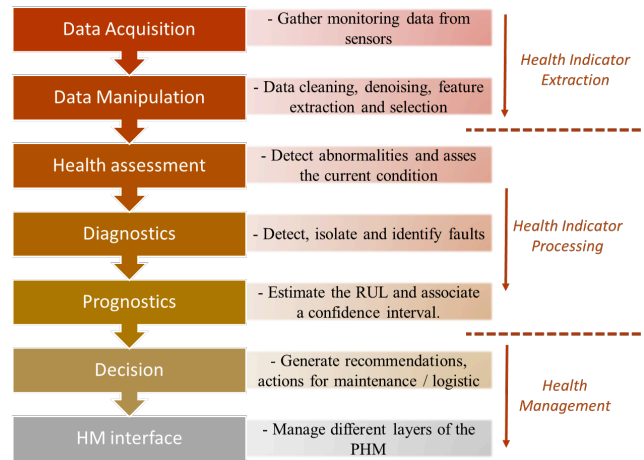 Data Acquisition
- Gather monitoring data from
sensors
Health Indicator
Extraction
Data Manipulation
- Data cleaning, denoising, feature
extraction and selection
Health assessment
- Detect abnormalities and asses
the current condition
Diagnostics
- Detect, isolate and identify faults
Health Indicator
Processing
Prognostics
- Estimate the RUL and associate
a confidence interval.
Decision
- Generate recommendations,
actions for maintenance / logistic
Health
Management
HM interface
- Manage different layers of the
PHM